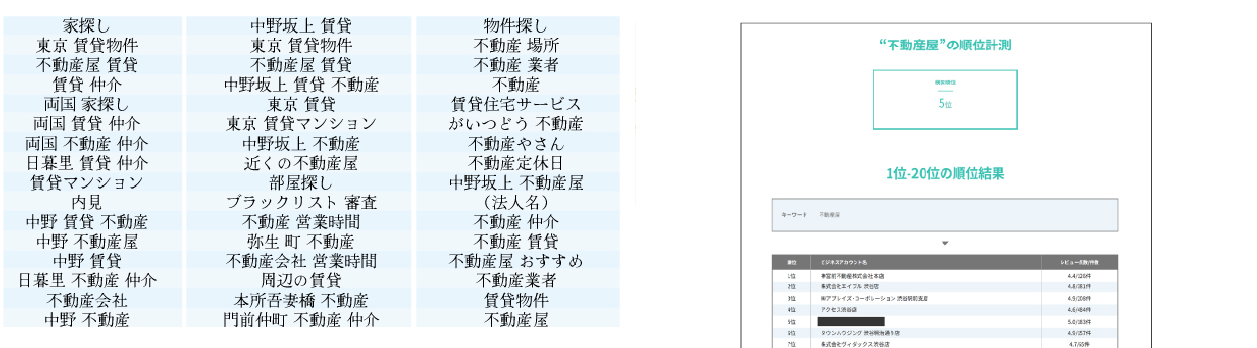 家探し
東京 賃貸物件
不動産屋 賃貸
賃貸 仲介
両国 家探し
両国 賃貸 仲介
両国 不動産 仲介
日暮里 賃貸 仲介
賃貸マンション
内見
中野 賃貸 不動産
中野 不動産屋
中野 賃貸
日暮里 不動産 仲介
不動産会社
中野 不動産
中野坂上 賃貸
東京 賃貸物件
不動産屋 賃貸
中野坂上 賃貸 不動産
東京 賃貸
東京 賃貸マンション
中野坂上 不動産
近くの不動産屋
部屋探し
ブラックリスト 審査
不動産 営業時間
弥生 町 不動産
不動産会社 営業時間
周辺の賃貸
本所吾妻橋 不動産
門前仲町 不動産 仲介
物件探し
不動産 場所
不動産 業者
不動産
賃貸住宅サービス
がいつどう 不動産
不動産やさん
不動産定休日
中野坂上 不動産屋
（法人名）
不動産 仲介
不動産 賃貸
不動産屋 おすすめ
不動産業者
賃貸物件
不動産屋
“不動産屋”の順位計測
検索順位
5位
1位-20位の順位結果
キーワード 不動産屋
順位 ビジネスアカウント名 レビュー点数/件数
1位 株式会社本店
2位 株式会社エイブル 渋谷店 4.8/381件
3位 ㈱アプレイズ・コーポレーション 渋谷駅前支店 4.9/208件
4位 アクセス渋谷店 4.6/484件
5位 5.0/183件
6位 タウンハウジング 渋谷明治通り店 4.9/357件
7位 株式会社ヴィダックス渋谷店 4.7/65件